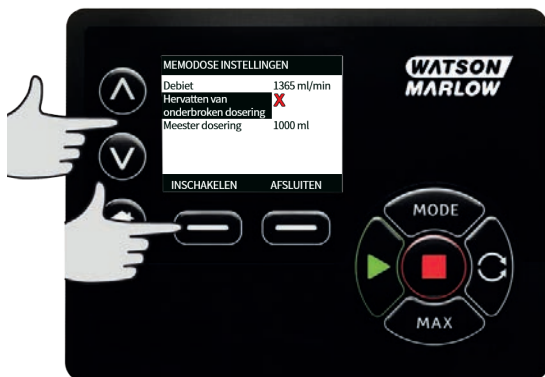 MEMODOSE INSTELLINGEN
Debiet 1365 ml/min
Hervatten van X
onderbroken dosering
Meester dosering 1000 ml
INSCHAKELEN AFSLUITEN
WATSON
MARLOW
MODE
MAX